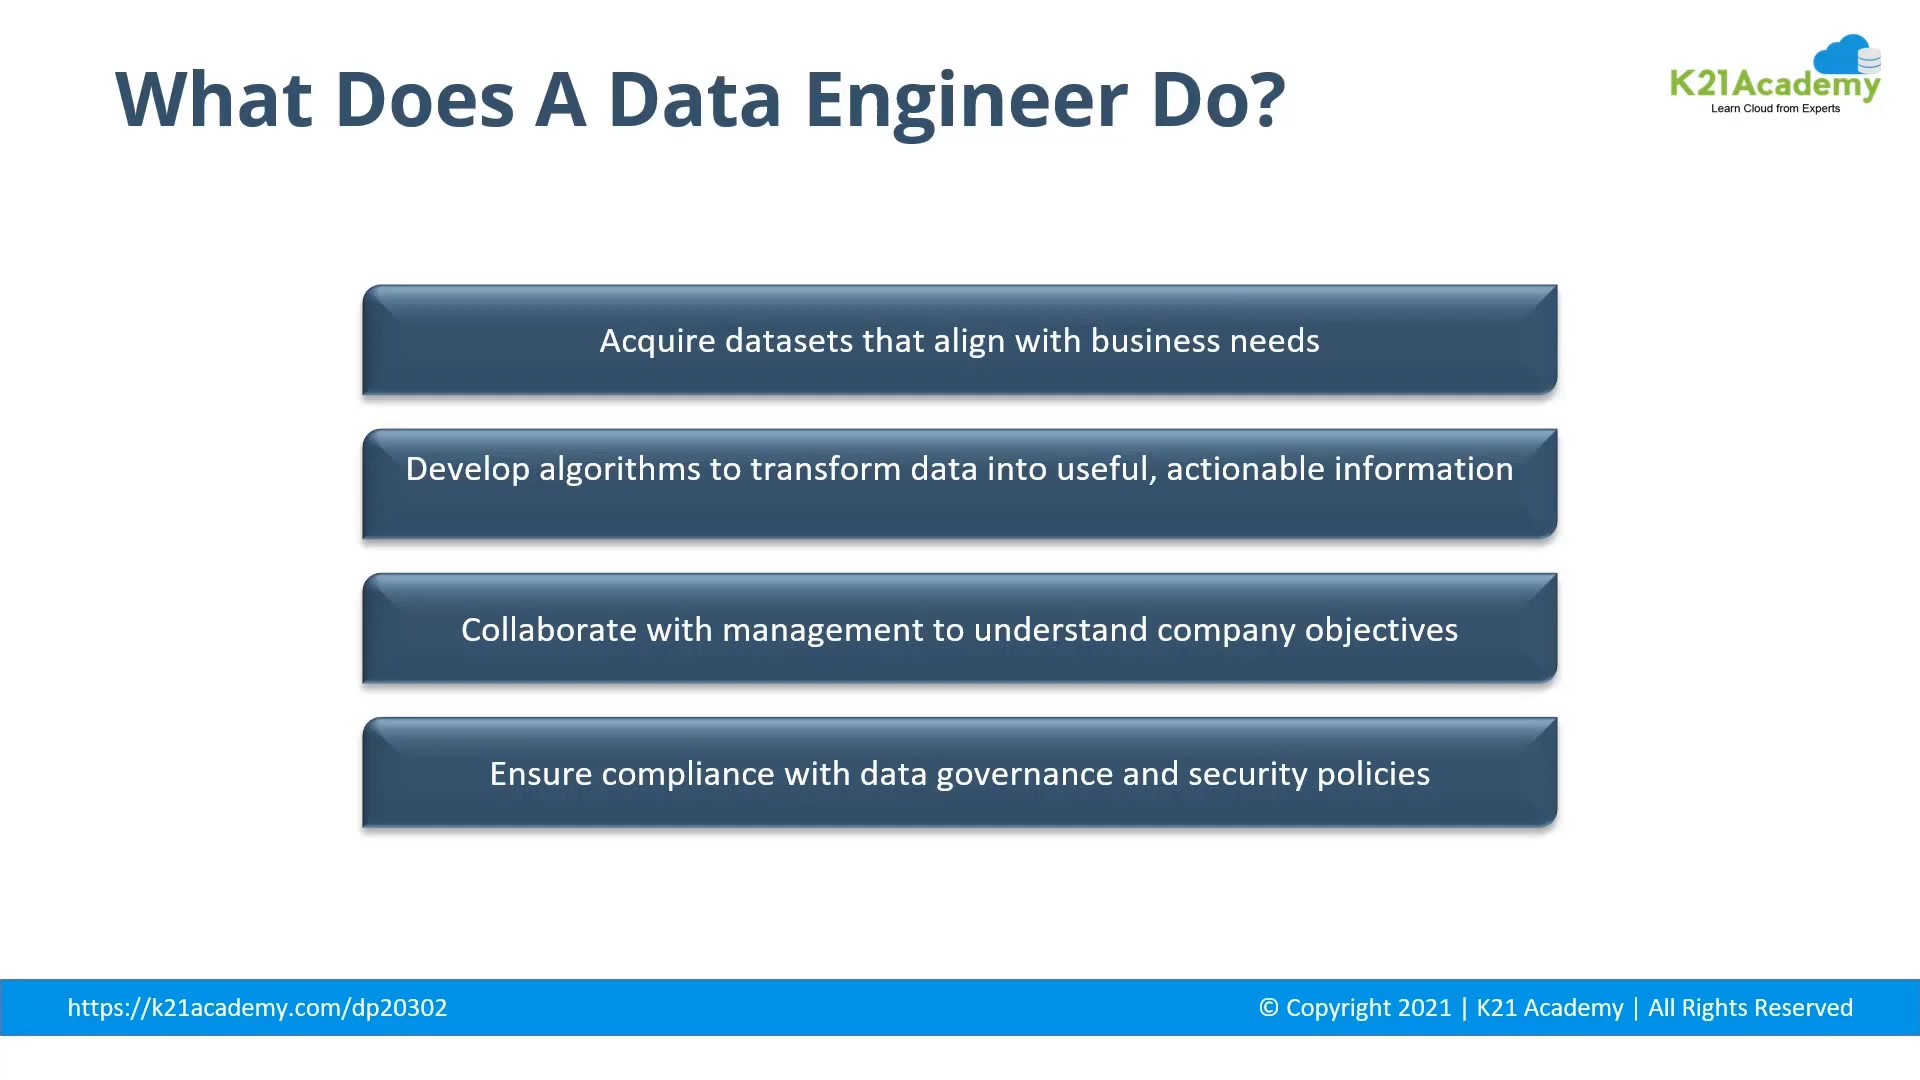 What Does A Data Engineer Do?
K21Academy
Learn Cloud from Experts
Acquire datasets that align with business needs
Develop algorithms to transform data into useful, actionable information
Collaborate with management to understand company objectives
Ensure compliance with data governance and security policies
https://k21academy.com/dp20302
© Copyright 2021 | K21 Academy | All Rights Reserved